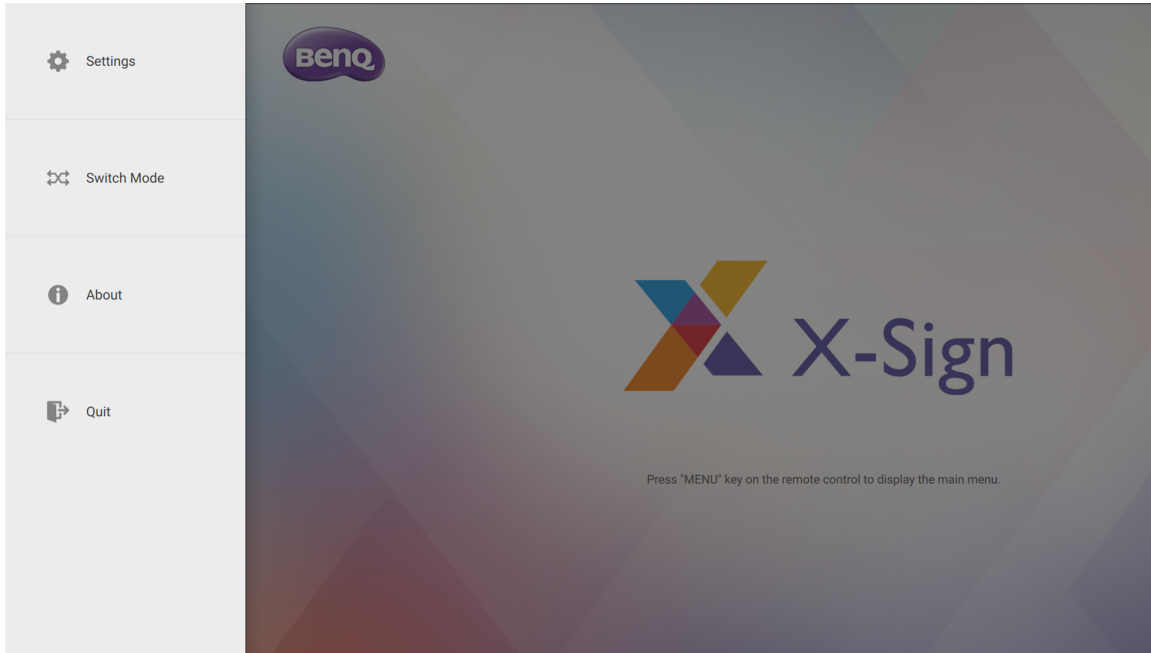 Settings
Switch Mode
About
Quit
BenQ
X-Sign
Press "MENU" key on the remote control to display the main menu.